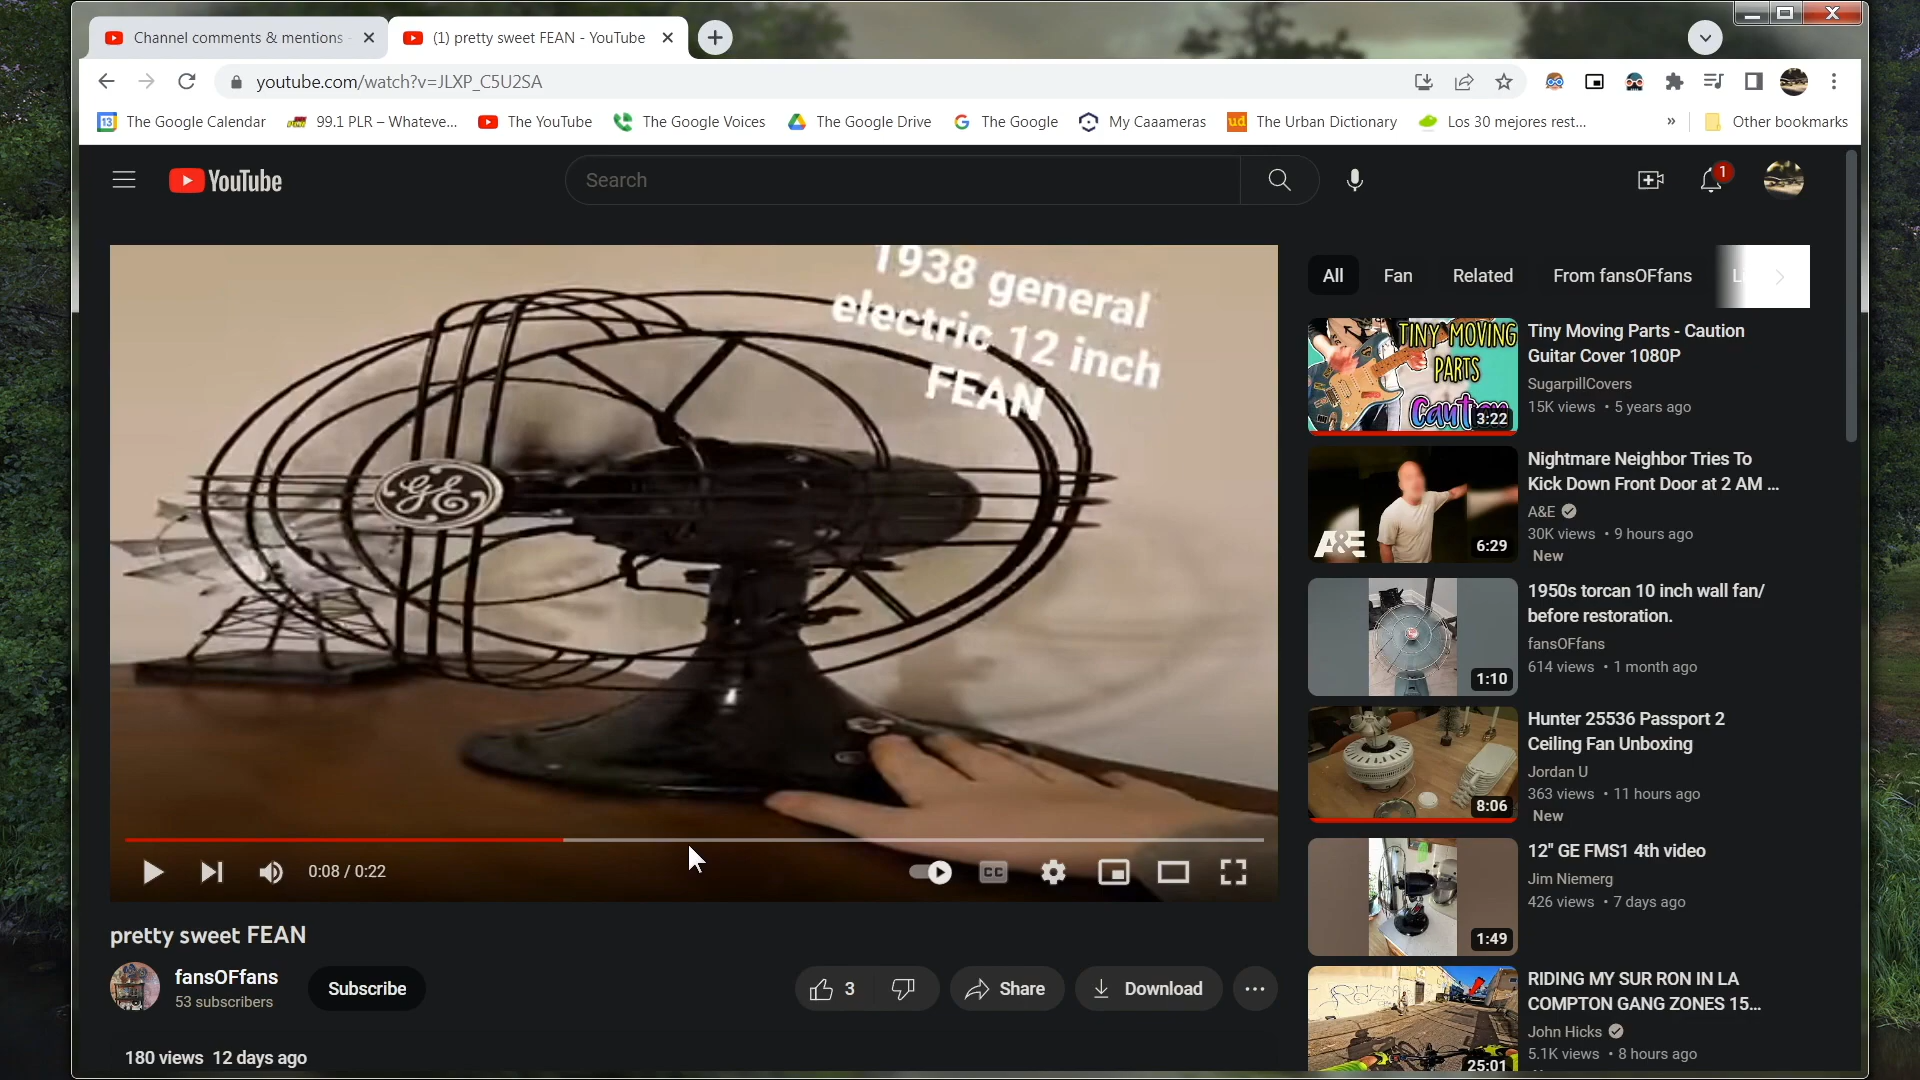 Channel comments & mentions
(1) pretty sweet FEAN - YouTube
youtube.com/watch?v=JLXP_C5U2SA
13 The Google Calendar
99.1 PLR – Whateve...
The YouTube
The Google Voices
The Google Drive
G The Google
My Caaameras
ud The Urban Dictionary
Los 30 mejores rest...
»
Other bookmarks
YouTube
Search
1
1938 general
electric 12 inch
FEAN
GE
0:08 / 0:22
CC
pretty sweet FEAN
fansOFfans
53 subscribers
Subscribe
3
Share
Download
180 views 12 days ago
All
Fan
Related
From fansOFfans
TINY MOVING
PARTS
Caution
3:22
Tiny Moving Parts - Caution
Guitar Cover 1080P
SugarpillCovers
15K views • 5 years ago
A&E
6:29
Nightmare Neighbor Tries To
Kick Down Front Door at 2 AM ...
A&E
30K views • 9 hours ago
New
1:10
1950s torcan 10 inch wall fan/
before restoration.
fansOFfans
614 views • 1 month ago
8:06
Hunter 25536 Passport 2
Ceiling Fan Unboxing
Jordan U
363 views • 11 hours ago
New
1:49
12" GE FMS1 4th video
Jim Niemerg
426 views • 7 days ago
25:01
RIDING MY SUR RON IN LA
COMPTON GANG ZONES 15...
John Hicks
5.1K views • 8 hours ago